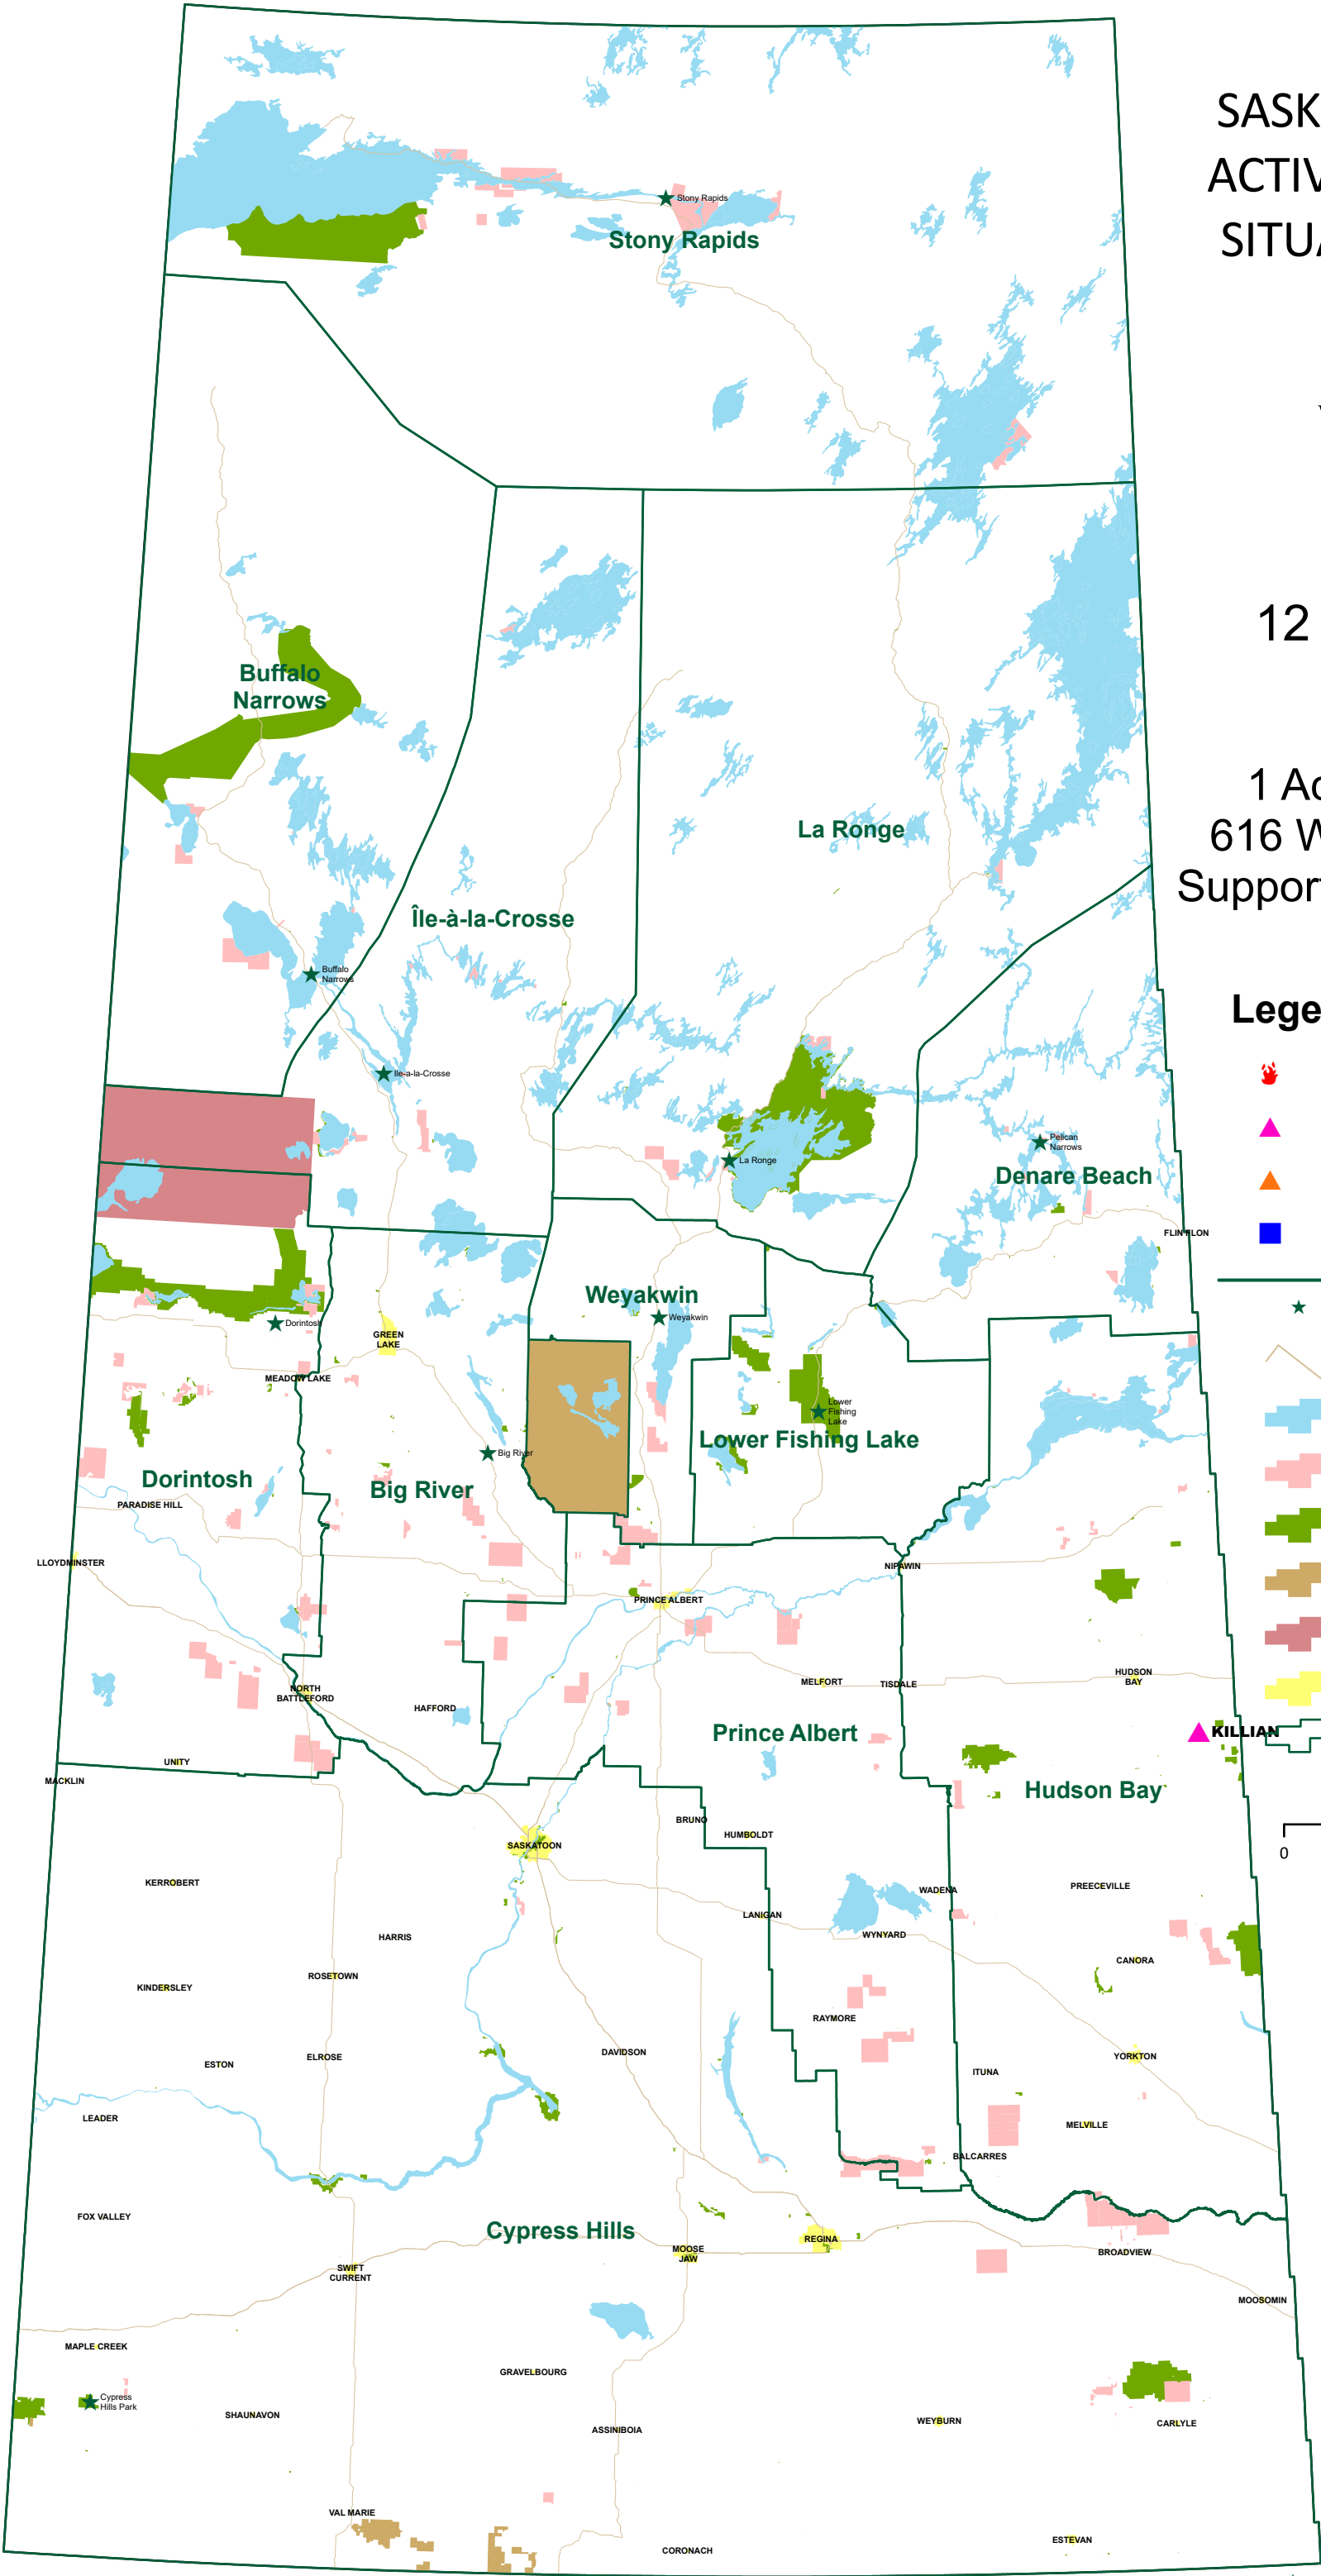 SASK
ACTIV
SITUA
Stony Rapids
Stony Rapids
12
Buffalo
Narrows
1 Ac
616 W
Support
La Ronge
Île-à-la-Crosse
Buffalo
Narrows
Lege
Ile-a-la-Crosse
Pelican
Narrows
La Ronge
Denare Beach
FLIN FLON
Weyakwin
Weyakwin
Dorintosh
GREEN
LAKE
MEADOW LAKE
Lower
Fishing
Lake
Lower Fishing Lake
Big River
Dorintosh
Big River
PARADISE HILL
LLOYDMINSTER
NIPAWIN
PRINCE ALBERT
HUDSON
BAY
MELFORT
TISDALE
NORTH
BATTLEFORD
HAFFORD
KILLIAN
Prince Albert
UNITY
MACKLIN
Hudson Bay
BRUNO
HUMBOLDT
SASKATOON
0
KERROBERT
PREECEVILLE
WADENA
LANIGAN
WYNYARD
HARRIS
CANORA
ROSETOWN
KINDERSLEY
RAYMORE
DAVIDSON
YORKTON
ELROSE
ESTON
ITUNA
LEADER
MELVILLE
BALCARRES
FOX VALLEY
Cypress Hills
REGINA
MOOSE
JAW
BROADVIEW
SWIFT
CURRENT
MOOSOMIN
MAPLE CREEK
GRAVELBOURG
Cypress
Hills Park
SHAUNAVON
WEYBURN
CARLYLE
ASSINIBOIA
VAL MARIE
ESTEVAN
CORONACH